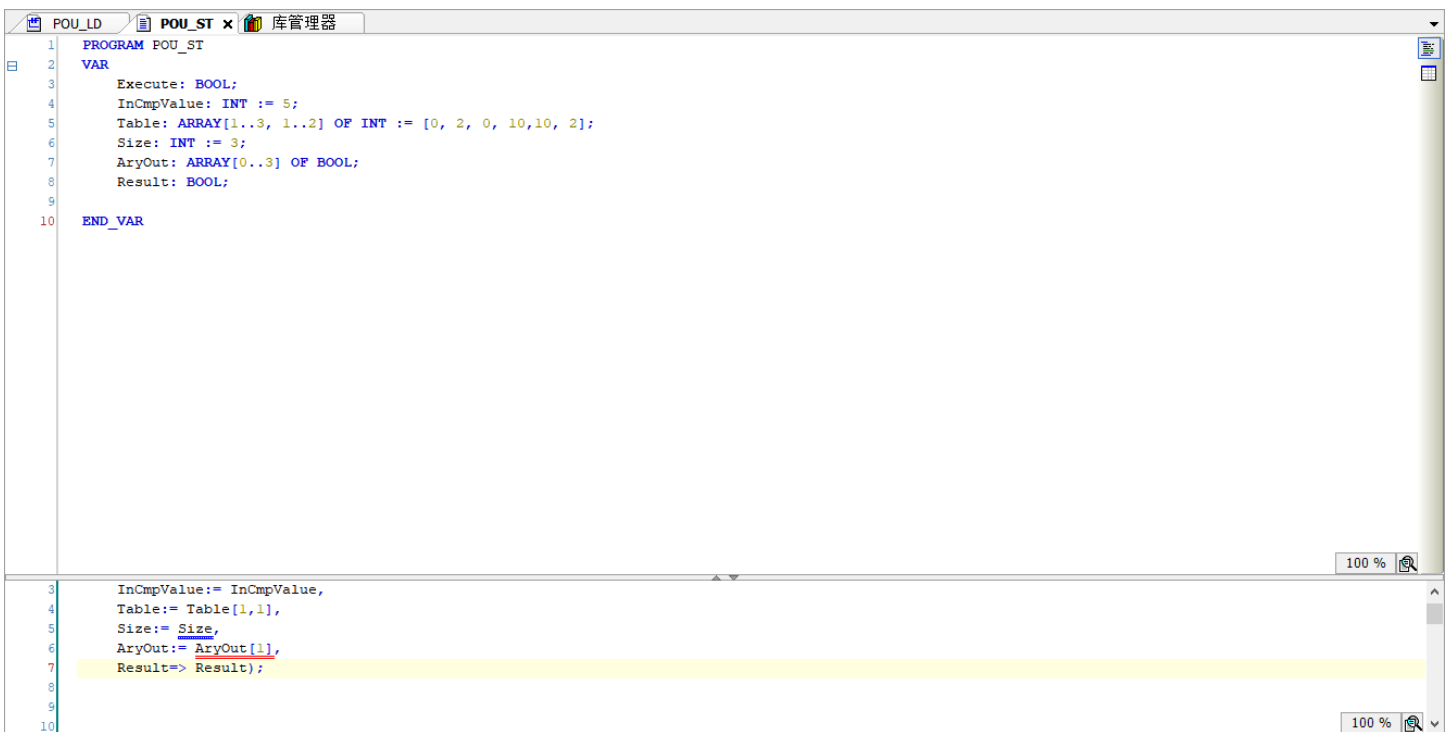 POU_LD POU_ST 库管理器
1 PROGRAM POU_ST
2 VAR
3 Execute: BOOL;
4 InCmpValue: INT := 5;
5 Table: ARRAY[1..3, 1..2] OF INT := [0, 2, 0, 10,10, 2];
6 Size: INT := 3;
7 AryOut: ARRAY[0..3] OF BOOL;
8 Result: BOOL;
9
10 END_VAR
100 %
3 InCmpValue:= InCmpValue,
4 Table:= Table[1,1],
5 Size:= Size,
6 AryOut:= AryOut[1],
7 Result=> Result);
8
9
10
100 %